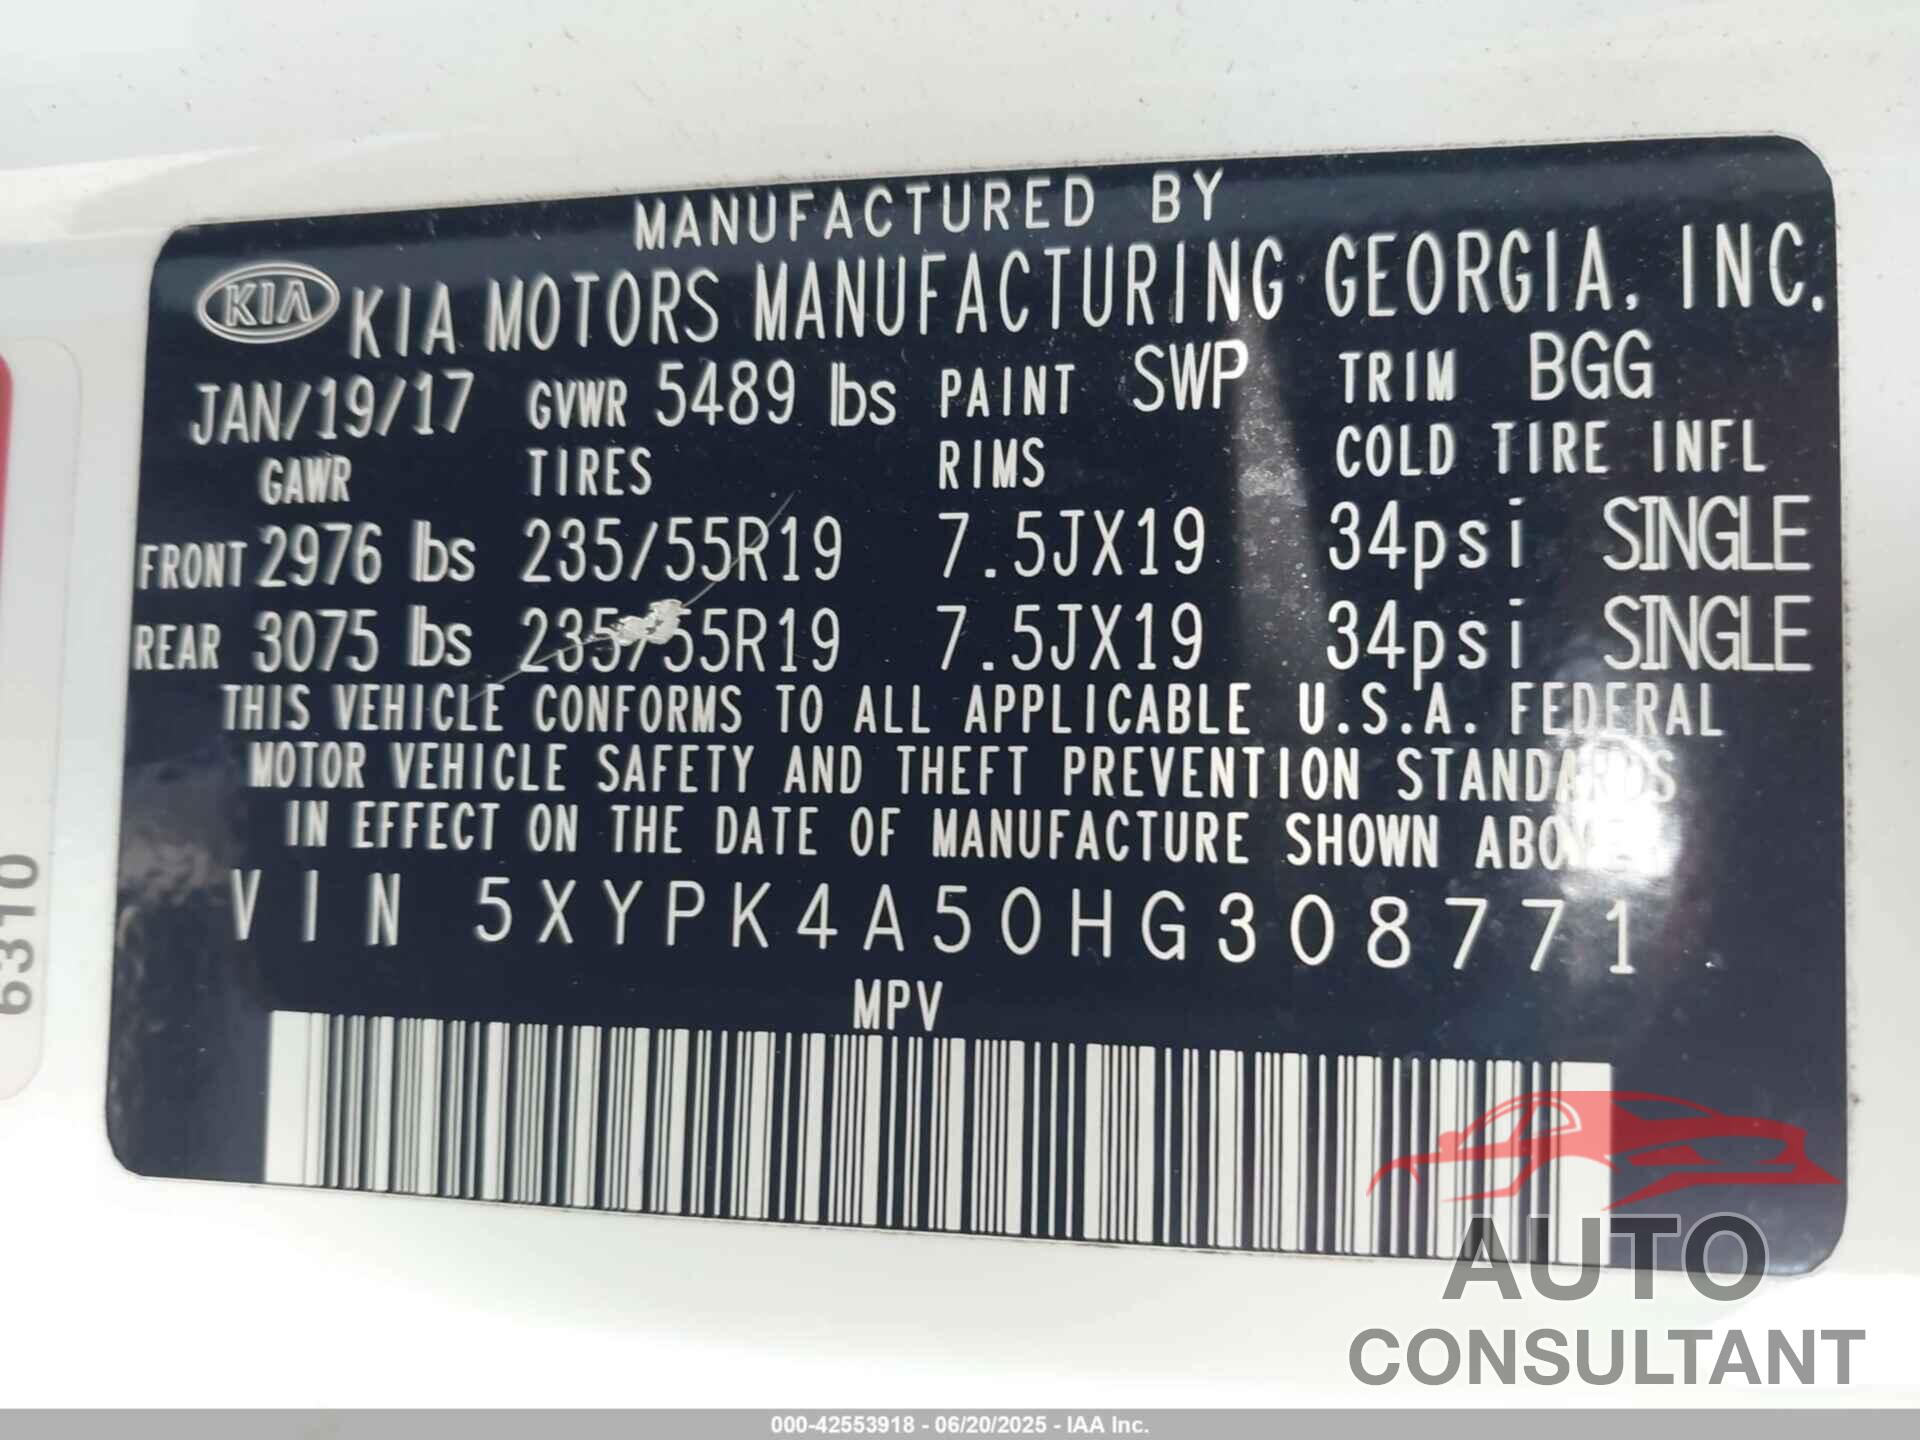 MANUFACTURED BY
KIA KIA MOTORS MANUFACTURING GEORGIA, INC.
JAN/19/17 GVWR 5489 lbs PAINT SWP TRIM BGG
GAWR TIRES RIMS COLD TIRE INFL
FRONT 2976 lbs 235/55R19 7.5JX19 34psi SINGLE
REAR 3075 lbs 235/55R19 7.5JX19 34psi SINGLE
THIS VEHICLE CONFORMS TO ALL APPLICABLE U.S.A. FEDERAL
MOTOR VEHICLE SAFETY AND THEFT PREVENTION STANDARDS
IN EFFECT ON THE DATE OF MANUFACTURE SHOWN ABOVE.
VIN 5XYPK4A50HG308771
MPV
6310
AUTO
CONSULTANT
000-42553918 - 06/20/2025 - IAA Inc.